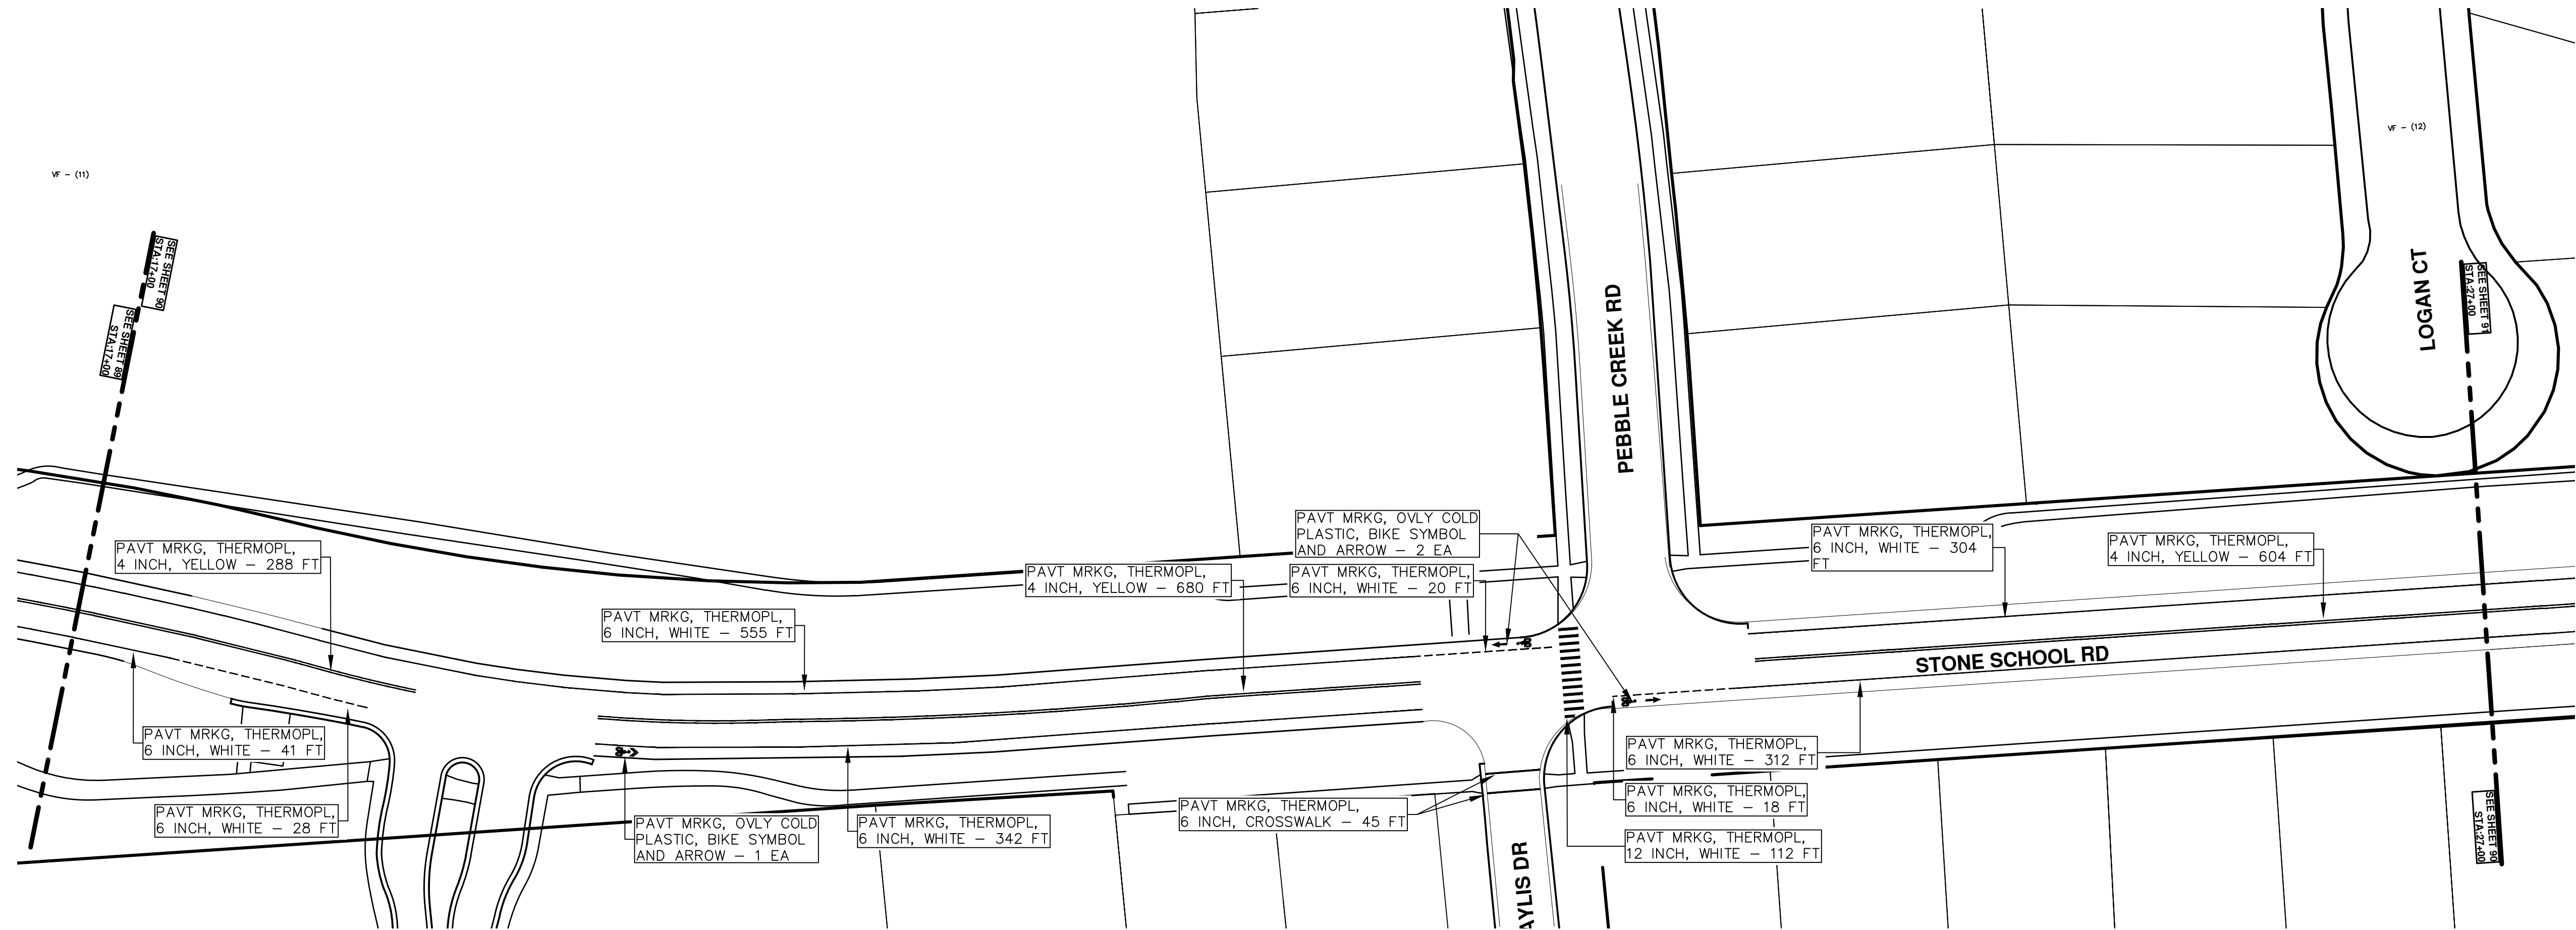 VF - (11)
VF - (12)
SEE SHEET 90
STA:17+00
SEE SHEET 89
STA:17+00
LOGAN CT
SEE SHEET 91
STA:27+00
PEBBLE CREEK RD
PAVT MRKG, OVLY COLD
PLASTIC, BIKE SYMBOL
AND ARROW - 2 EA
PAVT MRKG, THERMOPL,
6 INCH, WHITE - 304
FT
PAVT MRKG, THERMOPL,
4 INCH, YELLOW - 604 FT
PAVT MRKG, THERMOPL,
4 INCH, YELLOW - 288 FT
PAVT MRKG, THERMOPL,
4 INCH, YELLOW - 680 FT
PAVT MRKG, THERMOPL,
6 INCH, WHITE - 20 FT
PAVT MRKG, THERMOPL,
6 INCH, WHITE - 555 FT
STONE SCHOOL RD
PAVT MRKG, THERMOPL,
6 INCH, WHITE - 41 FT
PAVT MRKG, THERMOPL,
6 INCH, WHITE - 312 FT
PAVT MRKG, THERMOPL,
6 INCH, WHITE - 28 FT
PAVT MRKG, OVLY COLD
PLASTIC, BIKE SYMBOL
AND ARROW - 1 EA
PAVT MRKG, THERMOPL,
6 INCH, WHITE - 342 FT
PAVT MRKG, THERMOPL,
6 INCH, CROSSWALK - 45 FT
PAVT MRKG, THERMOPL,
6 INCH, WHITE - 18 FT
PAVT MRKG, THERMOPL,
12 INCH, WHITE - 112 FT
SEE SHEET 90
STA:27+00
AYLIS DR